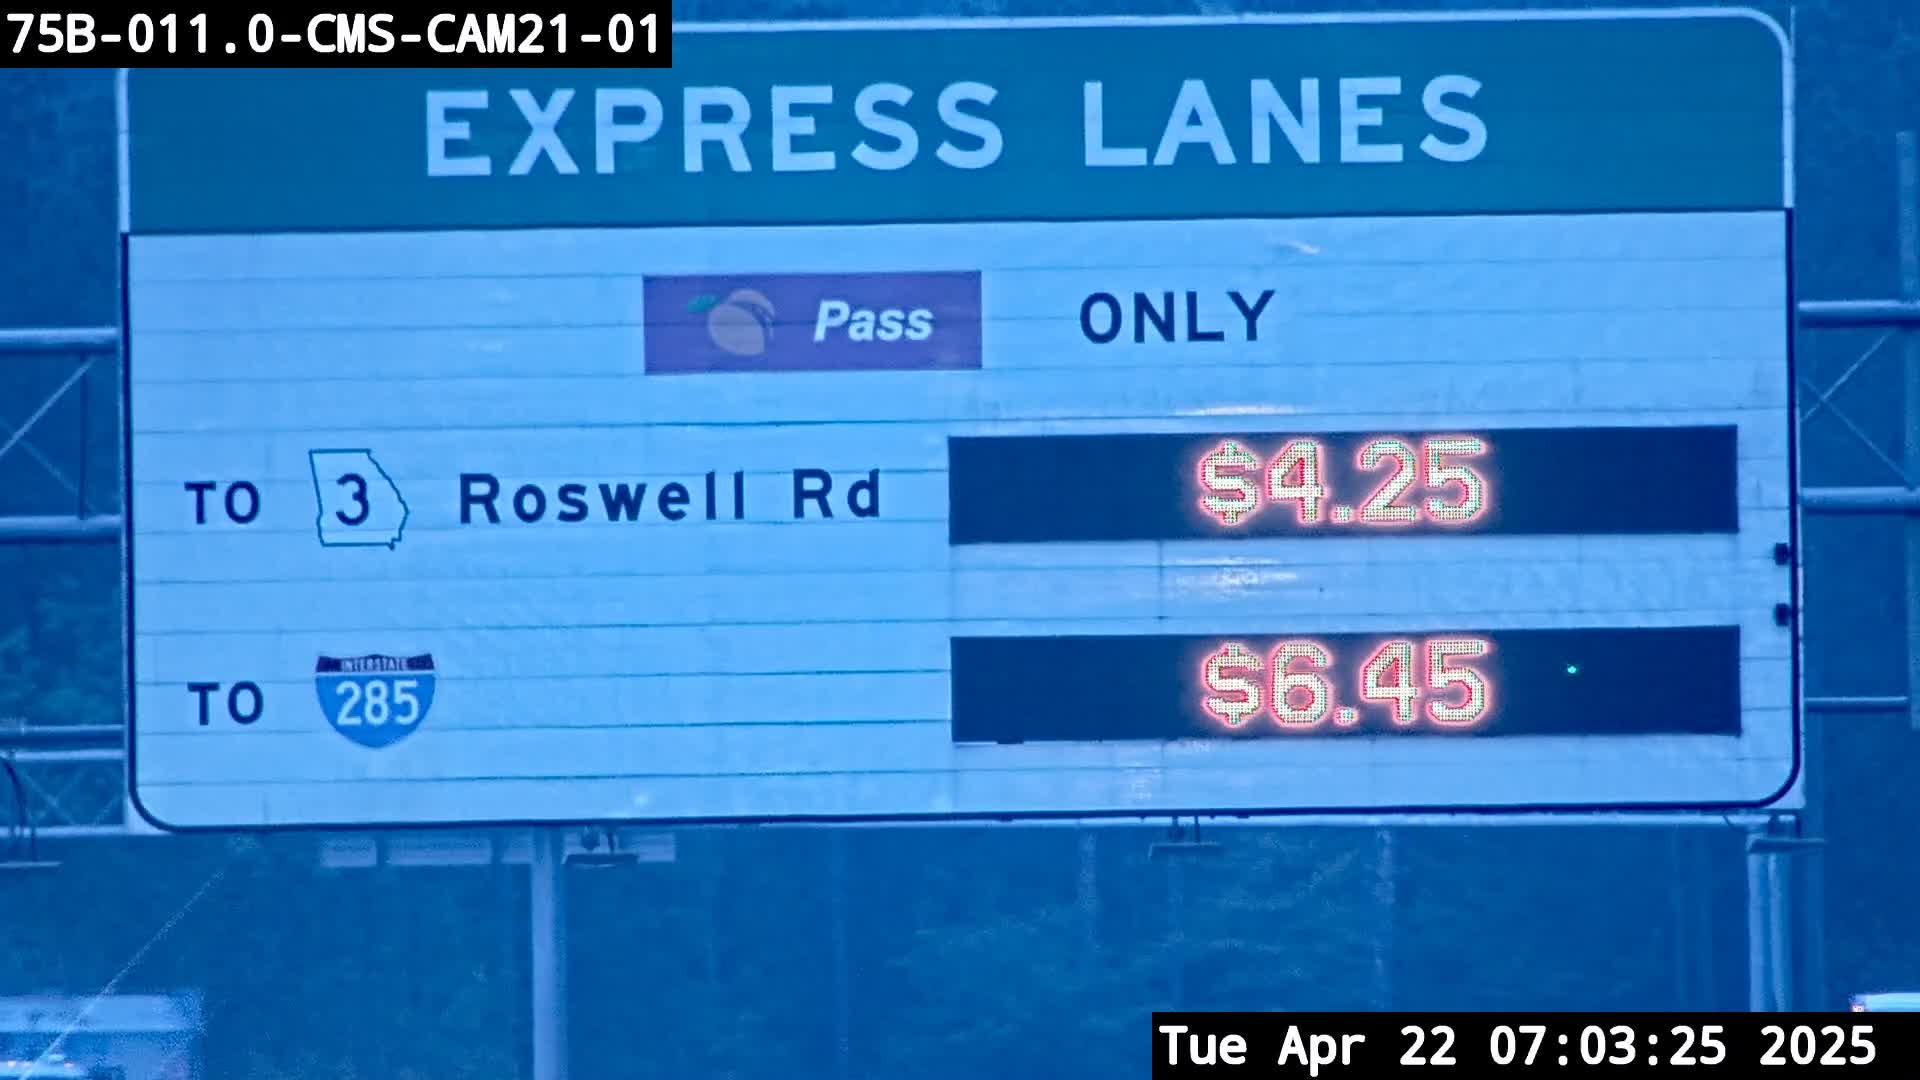 75B-011.0-CMS-CAM21-01
EXPRESS LANES
Pass ONLY
TO 3 Roswell Rd $4.25
TO INTERSTATE 285 $6.45
Tue Apr 22 07:03:25 2025